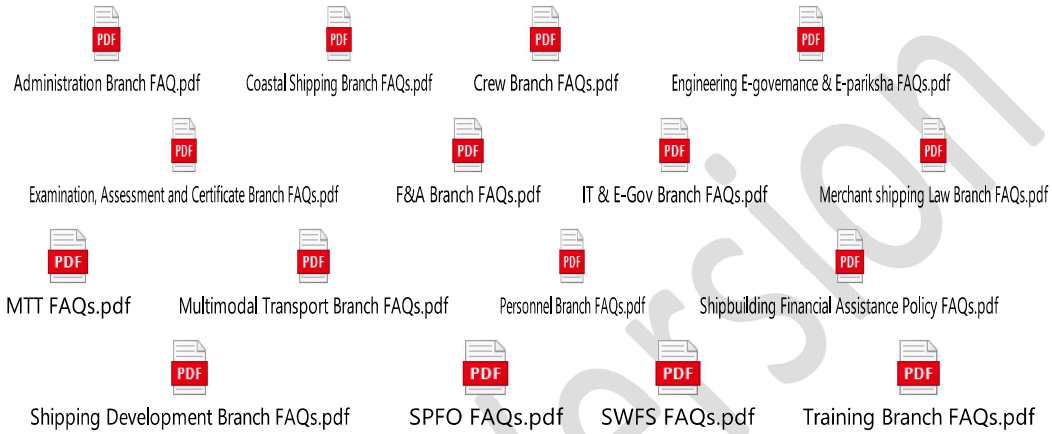 PDF PDF PDF PDF
Administration Branch FAQ.pdf Coastal Shipping Branch FAQs.pdf Crew Branch FAQs.pdf Engineering E-governance & E-pariksha FAQs.pdf
PDF PDF PDF PDF
Examination, Assessment and Certificate Branch FAQs.pdf F&A Branch FAQs.pdf IT & E-Gov Branch FAQs.pdf Merchant shipping Law Branch FAQs.pdf
PDF PDF PDF PDF
MTT FAQs.pdf Multimodal Transport Branch FAQs.pdf Personnel Branch FAQs.pdf Shipbuilding Financial Assistance Policy FAQs.pdf
PDF PDF PDF PDF
Shipping Development Branch FAQs.pdf SPFO FAQs.pdf SWFS FAQs.pdf Training Branch FAQs.pdf